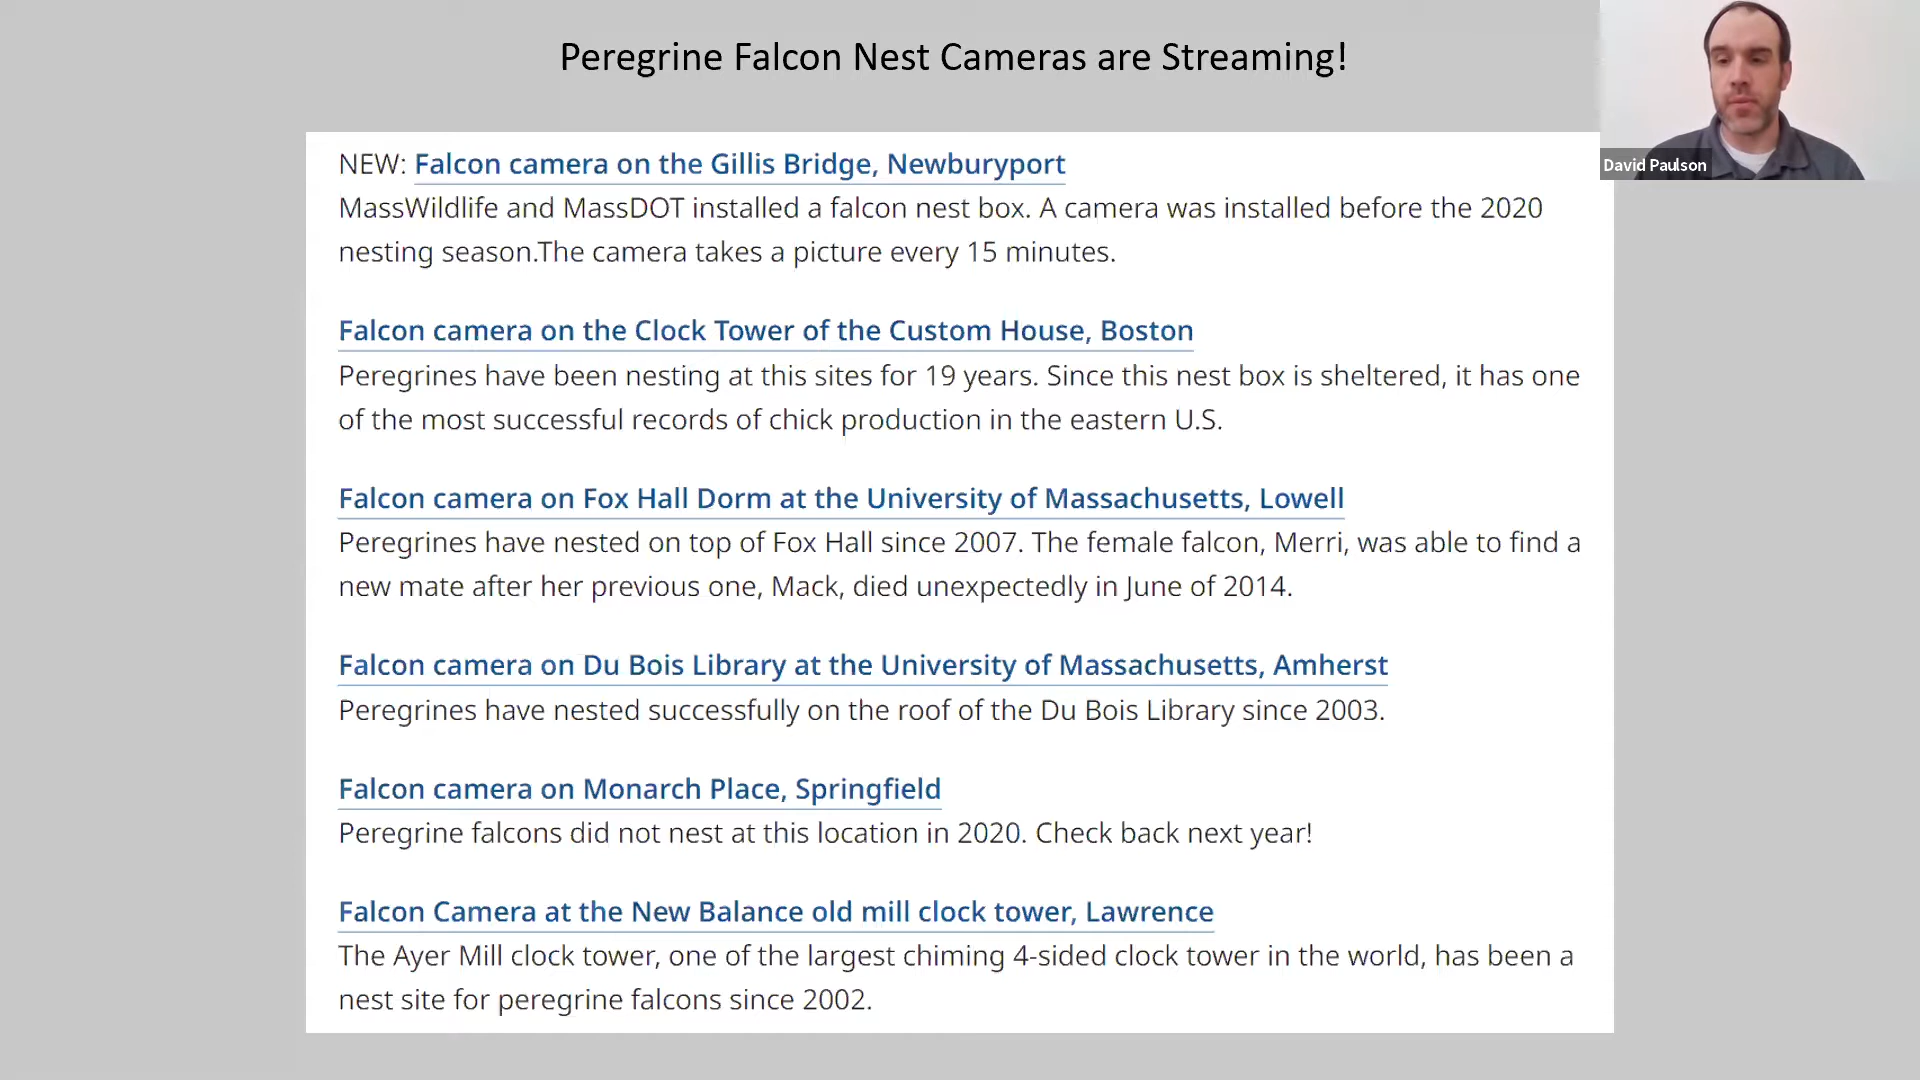 Peregrine Falcon Nest Cameras are Streaming!
David Paulson
NEW: Falcon camera on the Gillis Bridge, Newburyport
MassWildlife and MassDOT installed a falcon nest box. A camera was installed before the 2020
nesting season.The camera takes a picture every 15 minutes.
Falcon camera on the Clock Tower of the Custom House, Boston
Peregrines have been nesting at this sites for 19 years. Since this nest box is sheltered, it has one
of the most successful records of chick production in the eastern U.S.
Falcon camera on Fox Hall Dorm at the University of Massachusetts, Lowell
Peregrines have nested on top of Fox Hall since 2007. The female falcon, Merri, was able to find a
new mate after her previous one, Mack, died unexpectedly in June of 2014.
Falcon camera on Du Bois Library at the University of Massachusetts, Amherst
Peregrines have nested successfully on the roof of the Du Bois Library since 2003.
Falcon camera on Monarch Place, Springfield
Peregrine falcons did not nest at this location in 2020. Check back next year!
Falcon Camera at the New Balance old mill clock tower, Lawrence
The Ayer Mill clock tower, one of the largest chiming 4-sided clock tower in the world, has been a
nest site for peregrine falcons since 2002.